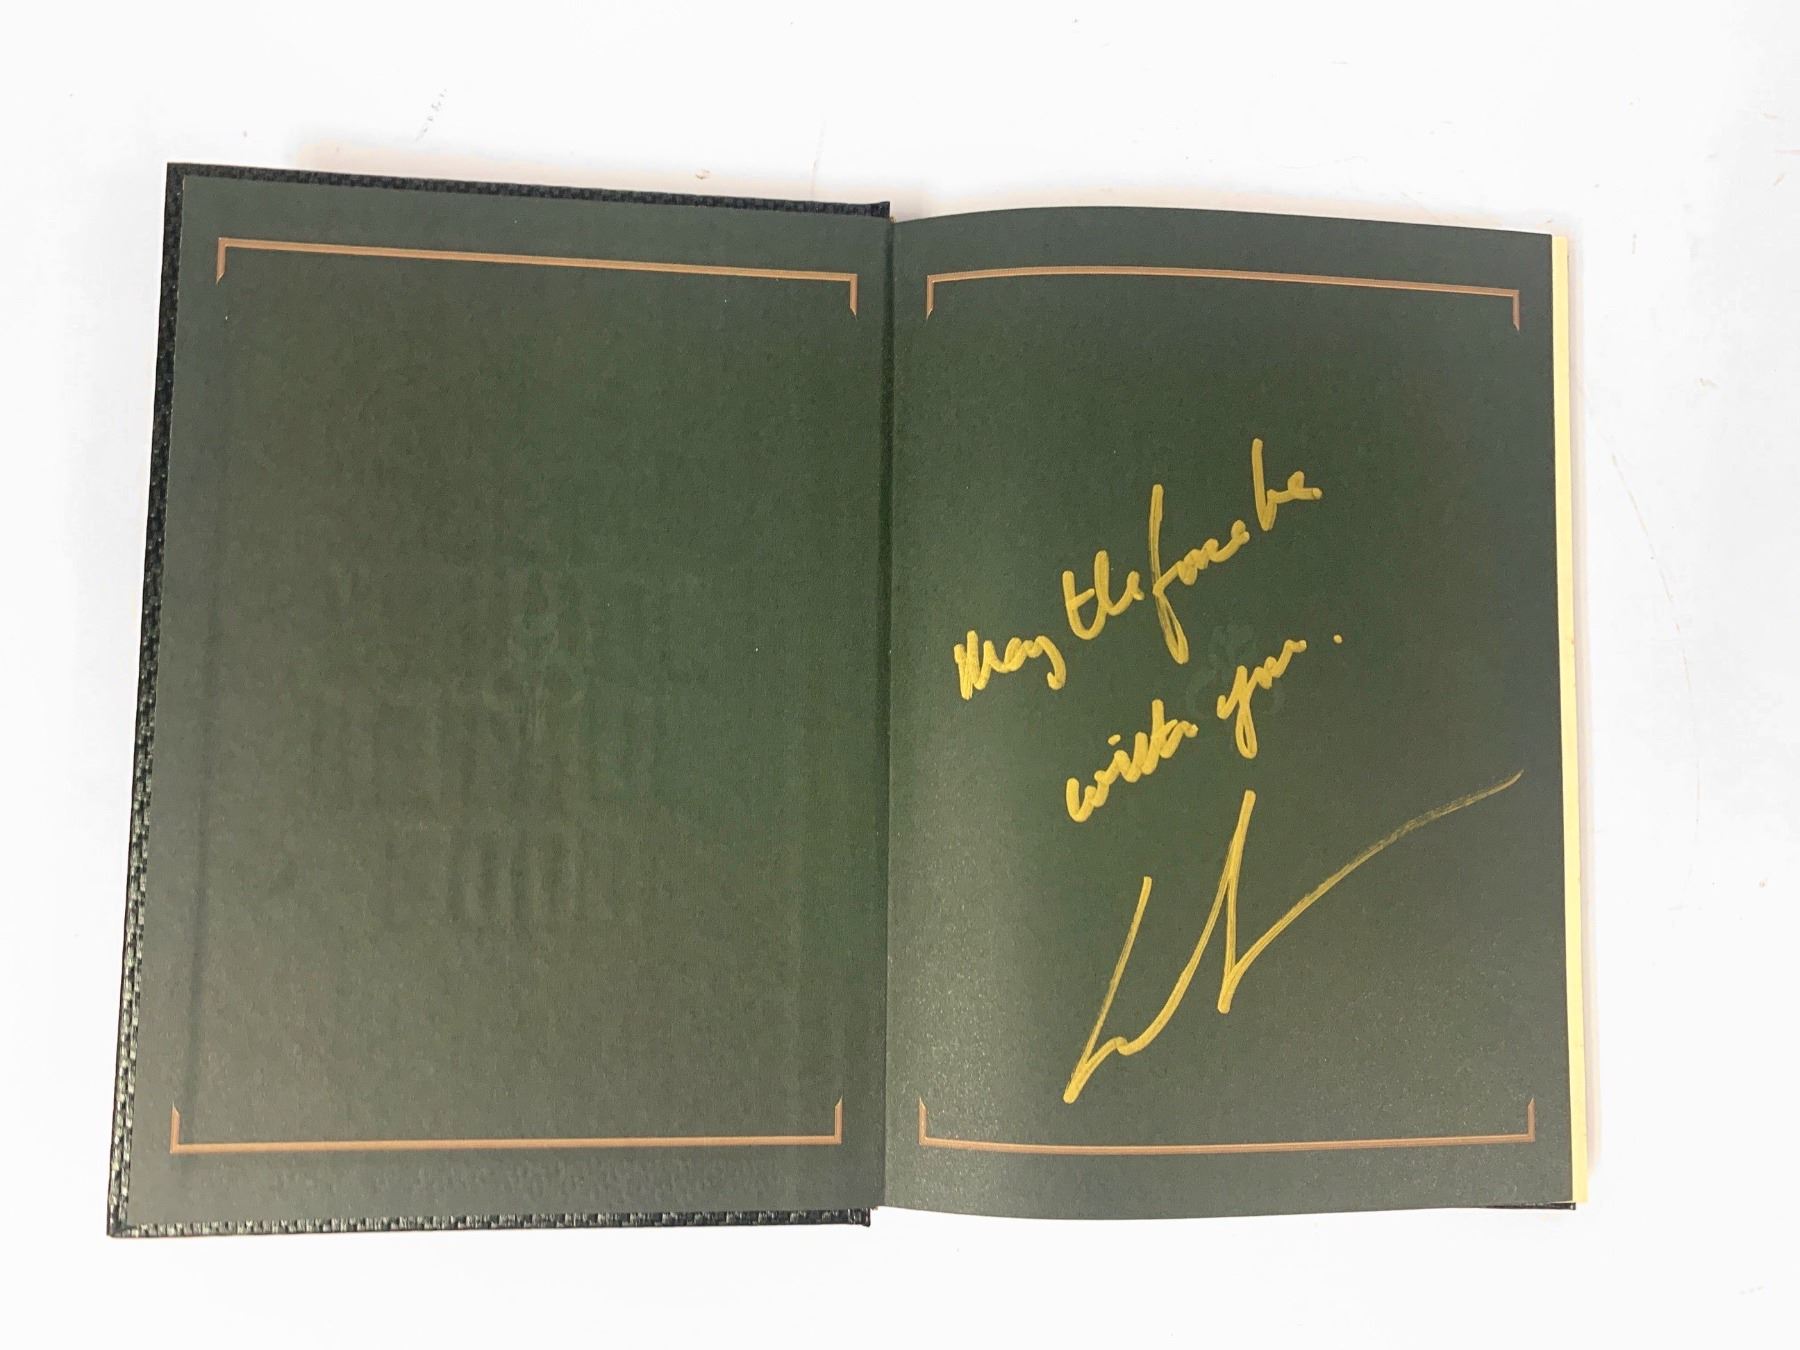 May the force be
with you.